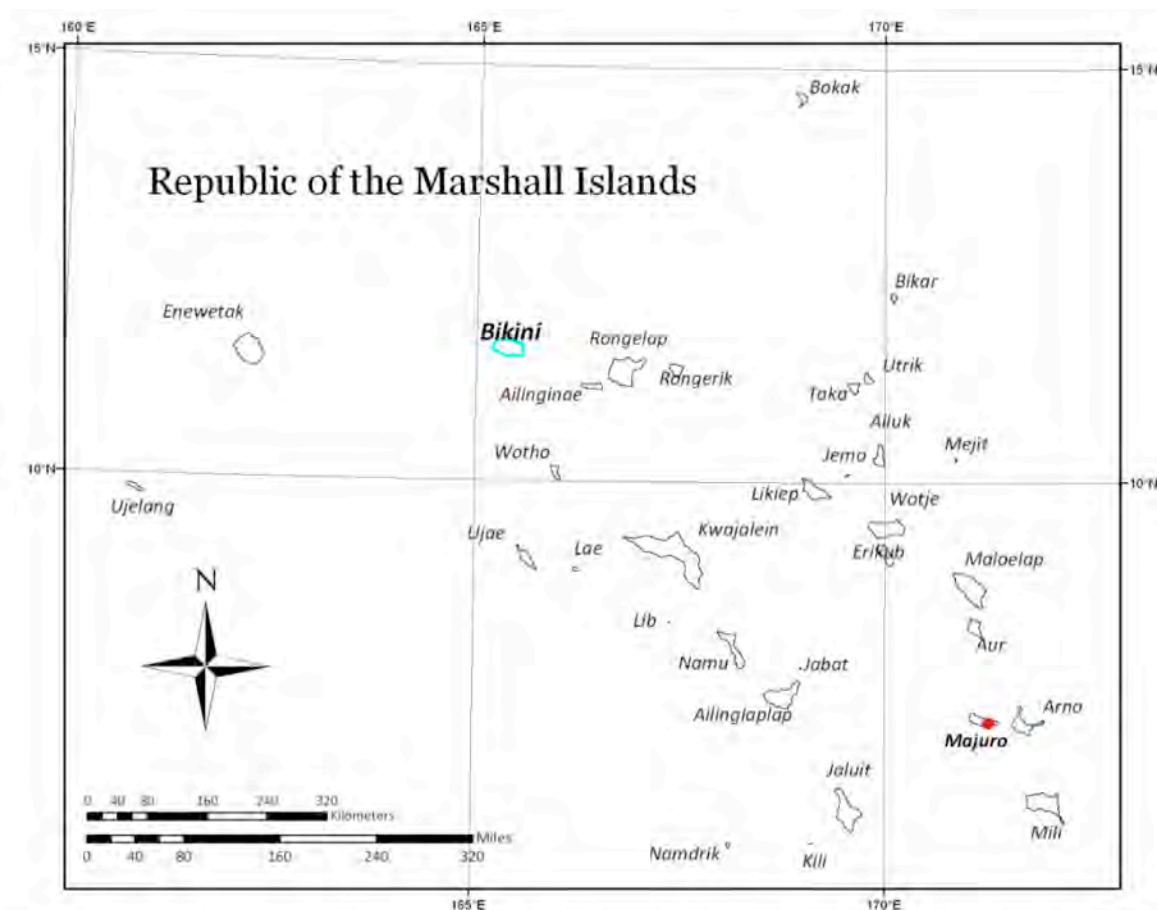 160°E 165°E 170°E
15°N 15°N
Bokak
Republic of the Marshall Islands
Bikar
Enewetak
Bikini
Rongelap
Utrik
Rongerik
Ailinginae
Taka
Ailuk
Mejit
Wotho
Jemo
10°N 10°N
Likiep
Wotje
Ujelang
Kwajalein
Ujae
Lae
Erikub
Maloelap
N
Lib
Aur
Namu
Jabat
Ailinglaplap
Arno
Majuro
Jaluit
0 40 80 160 240 320
Kilometers
Miles
0 40 80 160 240 320
Mili
Namdrik
Kili
165°E 170°E